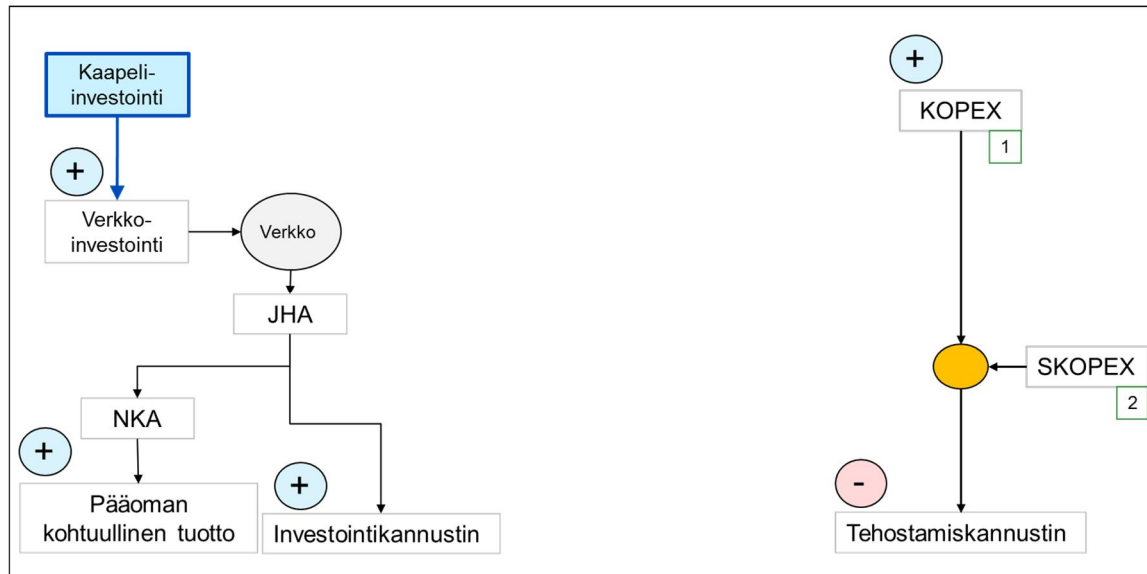 Kaapeli-
investointi
+
Verkko-
investointi
Verkko
JHA
NKA
+
Pääoman
kohtuullinen tuotto
+
Investointikannustin
+
KOPEX
1
SKOPEX
2
-
Tehostamiskannustin